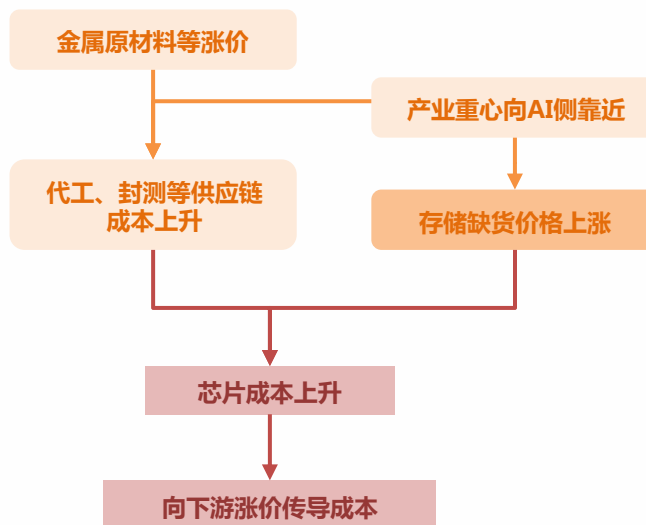 金属原材料等涨价
产业重心向AI侧靠近
代工、封测等供应链
成本上升
存储缺货价格上涨
芯片成本上升
向下游涨价传导成本